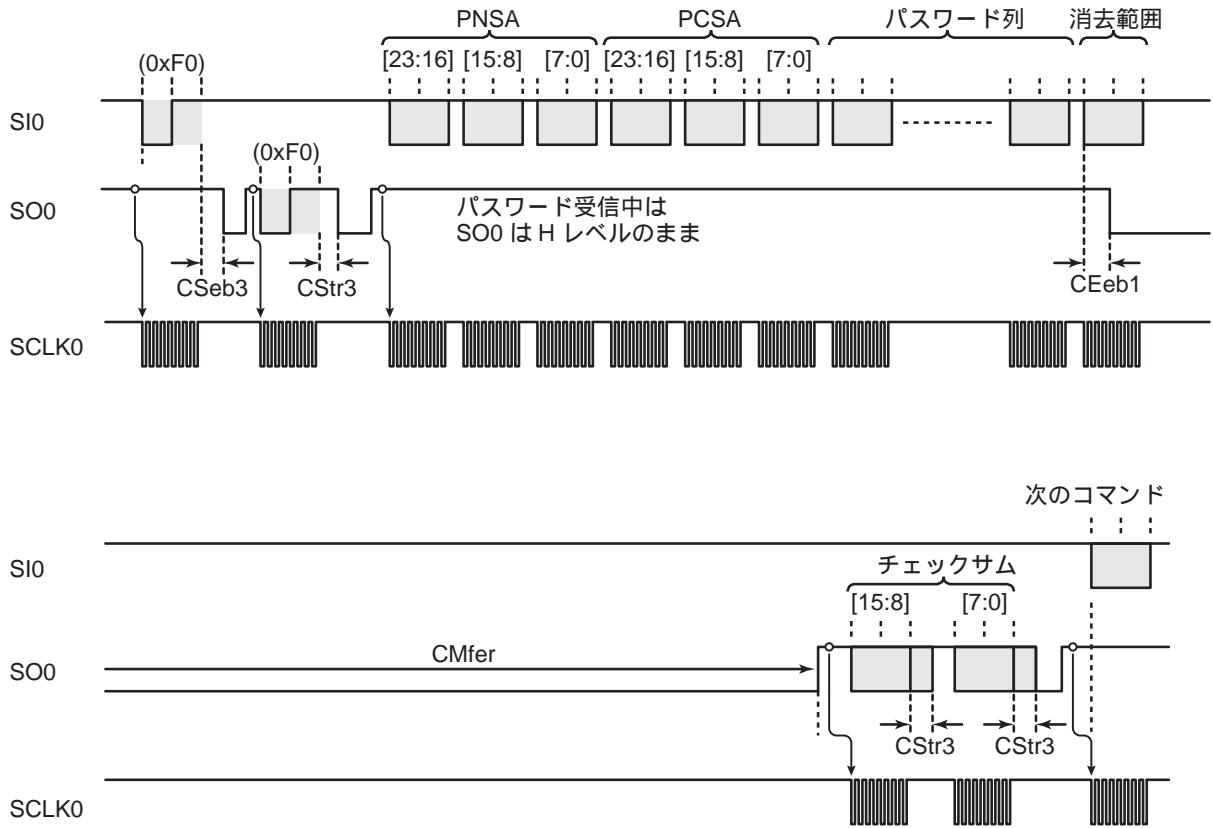 PNSA PCSA パスワード列 消去範囲
(0xF0) [23:16] [15:8] [7:0] [23:16] [15:8] [7:0]
SI0
(0xF0)
SO0
パスワード受信中は
SO0 は H レベルのまま
CSeb3 CStr3 CEeb1
SCLK0
次のコマンド
SI0
チェックサム
[15:8] [7:0]
CMfer
SO0
CStr3 CStr3
SCLK0